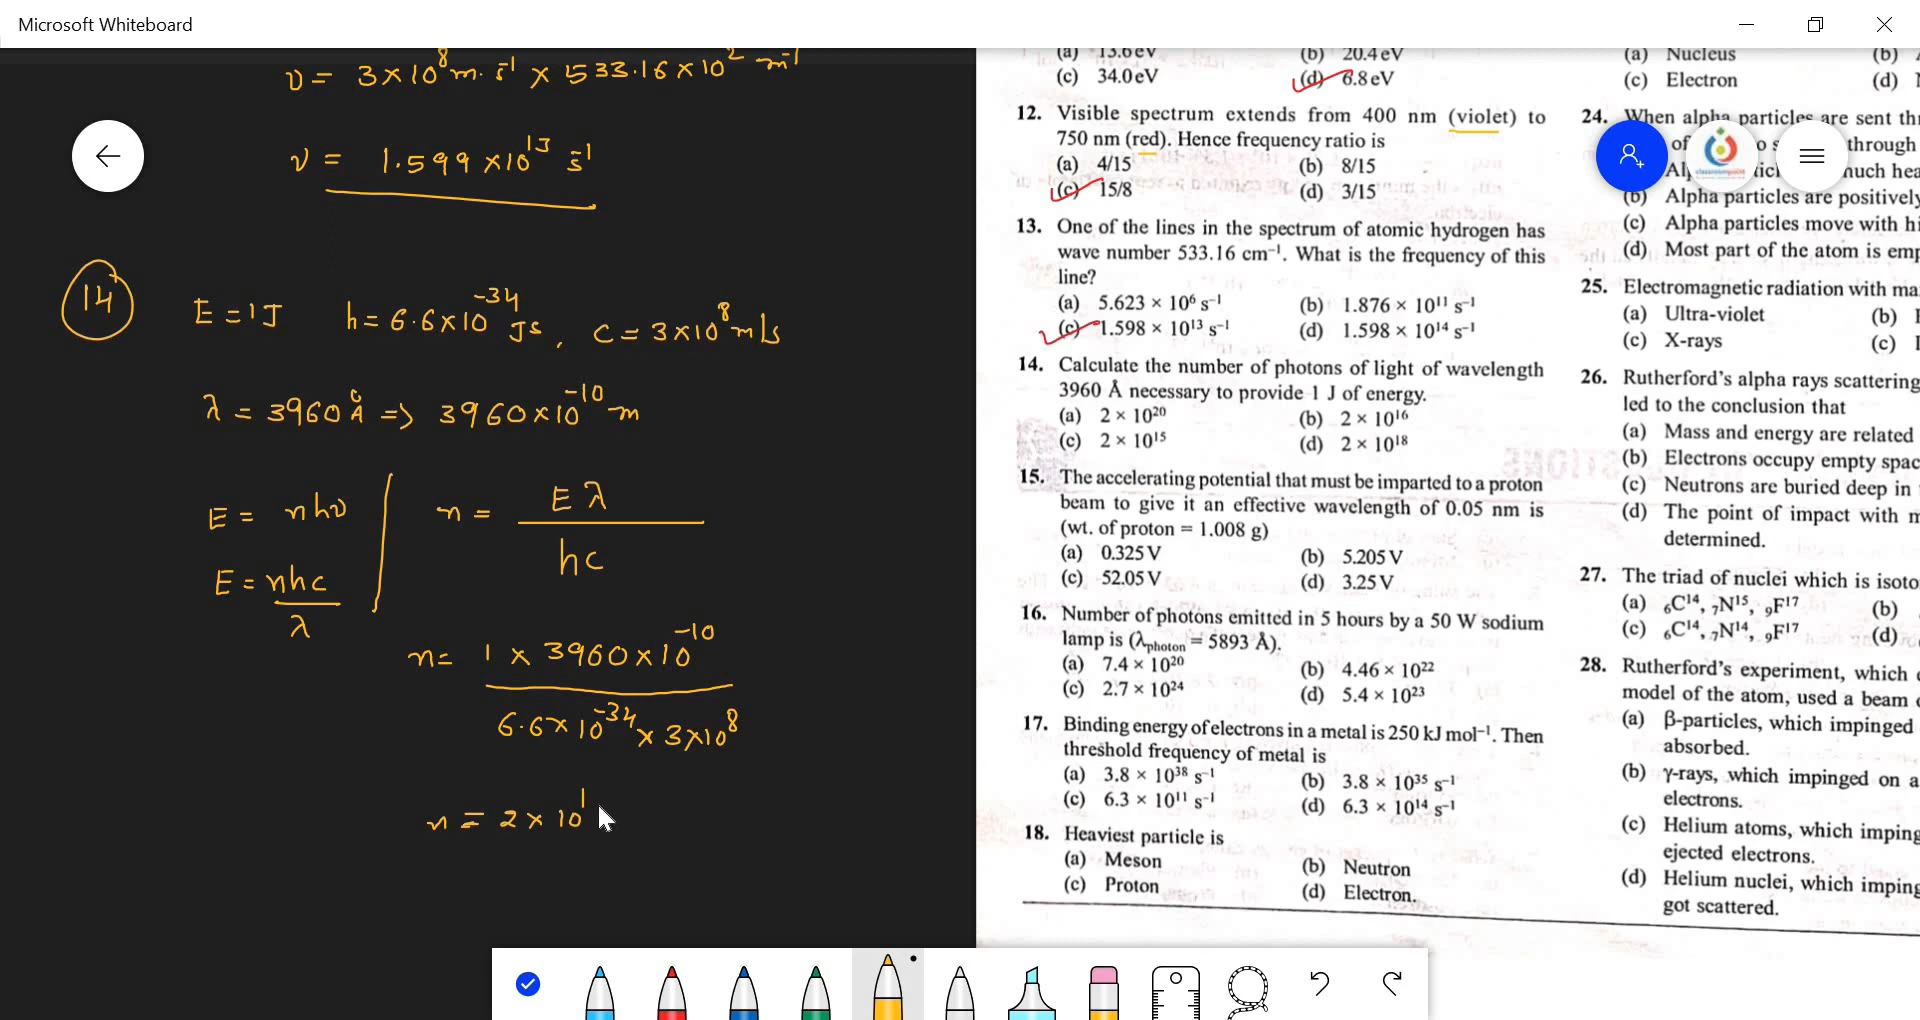 Microsoft Whiteboard
ν = 3 × 10⁸ m. s⁻¹ × 533.16 × 10² m⁻¹
ν = 1.599 × 10¹³ s⁻¹
14
E = 1J h = 6.6 × 10⁻³⁴ Js, c = 3 × 10⁸ m/s
λ = 3960 Å => 3960 × 10⁻¹⁰ m
E = nhν
n = Eλ / hc
E = nhc / λ
n = 1 × 3960 × 10⁻¹⁰ / 6.6 × 10⁻³⁴ × 3 × 10⁸
n = 2 × 10¹
(a) 13.6 eV (b) 20.4 eV
(c) 34.0 eV (d) 6.8 eV
12. Visible spectrum extends from 400 nm (violet) to
750 nm (red). Hence frequency ratio is
(a) 4/15 (b) 8/15
(c) 15/8 (d) 3/15
13. One of the lines in the spectrum of atomic hydrogen has
wave number 533.16 cm⁻¹. What is the frequency of this
line?
(a) 5.623 × 10⁶ s⁻¹ (b) 1.876 × 10¹¹ s⁻¹
(c) 1.598 × 10¹³ s⁻¹ (d) 1.598 × 10¹⁴ s⁻¹
14. Calculate the number of photons of light of wavelength
3960 Å necessary to provide 1 J of energy.
(a) 2 × 10²⁰ (b) 2 × 10¹⁶
(c) 2 × 10¹⁵ (d) 2 × 10¹⁸
15. The accelerating potential that must be imparted to a proton
beam to give it an effective wavelength of 0.05 nm is
(wt. of proton = 1.008 g)
(a) 0.325 V (b) 5.205 V
(c) 52.05 V (d) 3.25 V
16. Number of photons emitted in 5 hours by a 50 W sodium
lamp is (λphoton = 5893 Å).
(a) 7.4 × 10²⁰ (b) 4.46 × 10²²
(c) 2.7 × 10²⁴ (d) 5.4 × 10²³
17. Binding energy of electrons in a metal is 250 kJ mol⁻¹. Then
threshold frequency of metal is
(a) 3.8 × 10³⁸ s⁻¹ (b) 3.8 × 10³⁵ s⁻¹
(c) 6.3 × 10¹¹ s⁻¹ (d) 6.3 × 10¹⁴ s⁻¹
18. Heaviest particle is
(a) Meson (b) Neutron
(c) Proton (d) Electron.
(a) Nucleus (b)
(c) Electron (d)
24. When alpha particles are sent
of through
(b) Alpha particles are positively
(c) Alpha particles move with
(d) Most part of the atom is
25. Electromagnetic radiation with
(a) Ultra-violet (b)
(c) X-rays (c)
26. Rutherford's alpha rays scattering
led to the conclusion that
(a) Mass and energy are related
(b) Electrons occupy empty
(c) Neutrons are buried deep in
(d) The point of impact with
determined.
27. The triad of nuclei which is
(a) ₆C¹⁴, ₇N¹⁵, ₉F¹⁷ (b)
(c) ₆C¹⁴, ₇N¹⁴, ₉F¹⁷ (d)
28. Rutherford's experiment, which
model of the atom, used a beam
(a) β-particles, which impinged
absorbed.
(b) γ-rays, which impinged on a
electrons.
(c) Helium atoms, which
ejected electrons.
(d) Helium nuclei, which
got scattered.